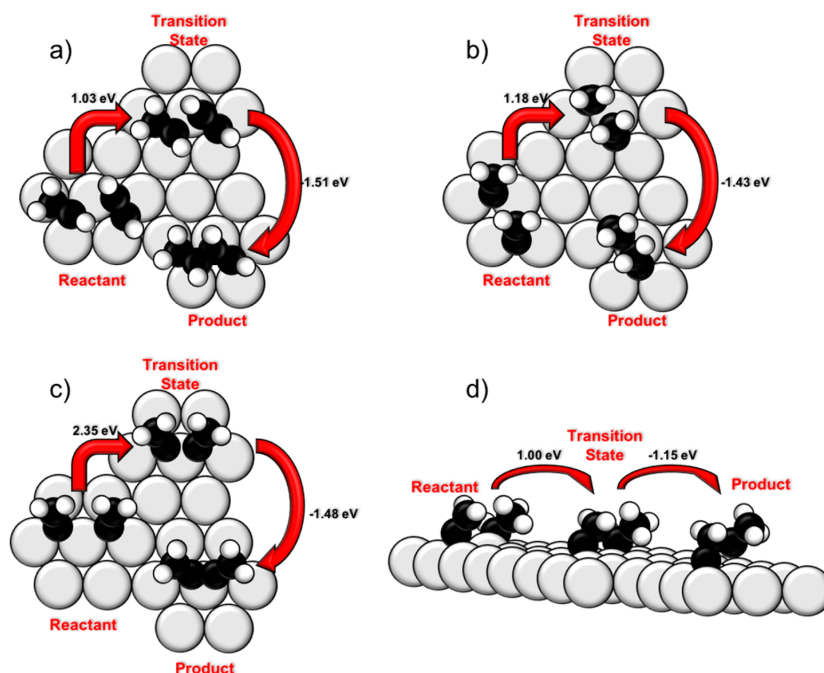 a)
Transition
State
1.03 eV
-1.51 eV
Reactant
Product
b)
Transition
State
1.18 eV
-1.43 eV
Reactant
Product
c)
Transition
State
2.35 eV
-1.48 eV
Reactant
Product
d)
Transition
State
1.00 eV
-1.15 eV
Reactant
Product